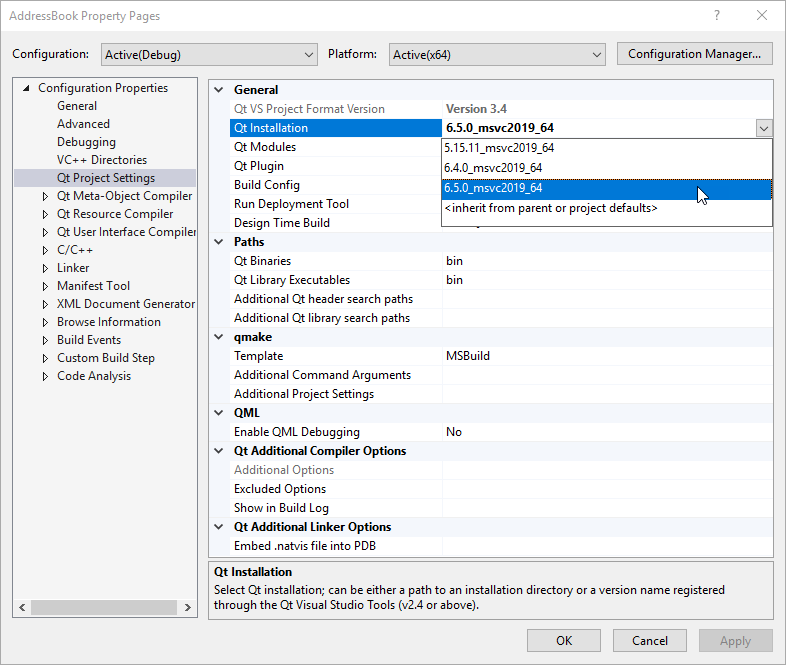 AddressBook Property Pages
Configuration: Active(Debug) Platform: Active(x64) Configuration Manager...
Configuration Properties
General
Advanced
Debugging
VC++ Directories
Qt Project Settings
Qt Meta-Object Compiler
Qt Resource Compiler
Qt User Interface Compiler
C/C++
Linker
Manifest Tool
XML Document Generator
Browse Information
Build Events
Custom Build Step
Code Analysis
General
Qt VS Project Format Version Version 3.4
Qt Installation 6.5.0_msvc2019_64
Qt Modules
Qt Plugin
Build Config
Run Deployment Tool
Design Time Build
5.15.11_msvc2019_64
6.4.0_msvc2019_64
6.5.0_msvc2019_64
<inherit from parent or project defaults>
Paths
Qt Binaries bin
Qt Library Executables bin
Additional Qt header search paths
Additional Qt library search paths
qmake
Template MSBuild
Additional Command Arguments
Additional Project Settings
QML
Enable QML Debugging No
Qt Additional Compiler Options
Additional Options
Excluded Options
Show in Build Log
Qt Additional Linker Options
Embed .natvis file into PDB
Qt Installation
Select Qt installation; can be either a path to an installation directory or a version name registered
through the Qt Visual Studio Tools (v2.4 or above).
OK Cancel Apply